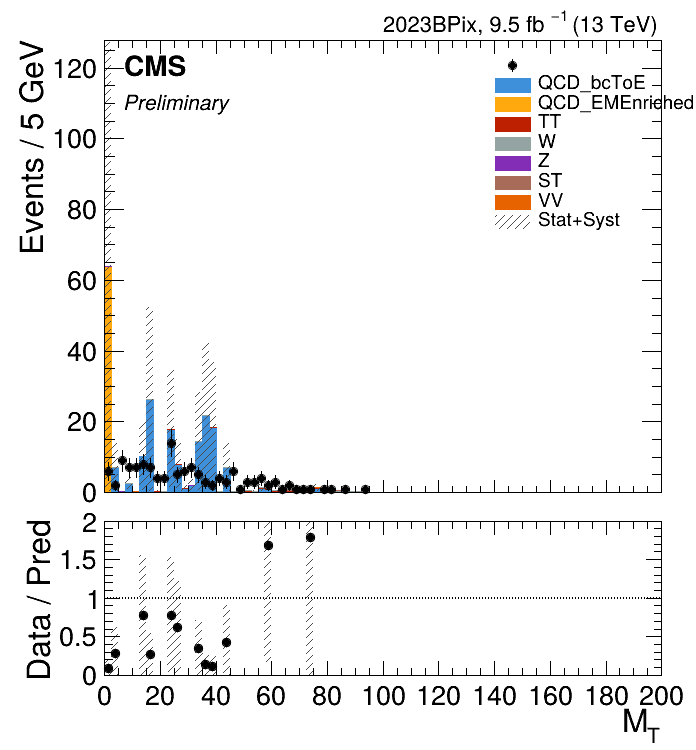 2023BPix, 9.5 fb ⁻¹ (13 TeV)
CMS
Preliminary
Events / 5 GeV
120
100
80
60
40
20
0
QCD_bcToE
QCD_EMEnriehed
TT
W
Z
ST
VV
Stat+Syst
Data / Pred
2
1.5
1
0.5
0
0 20 40 60 80 100 120 140 160 180 200
M_T